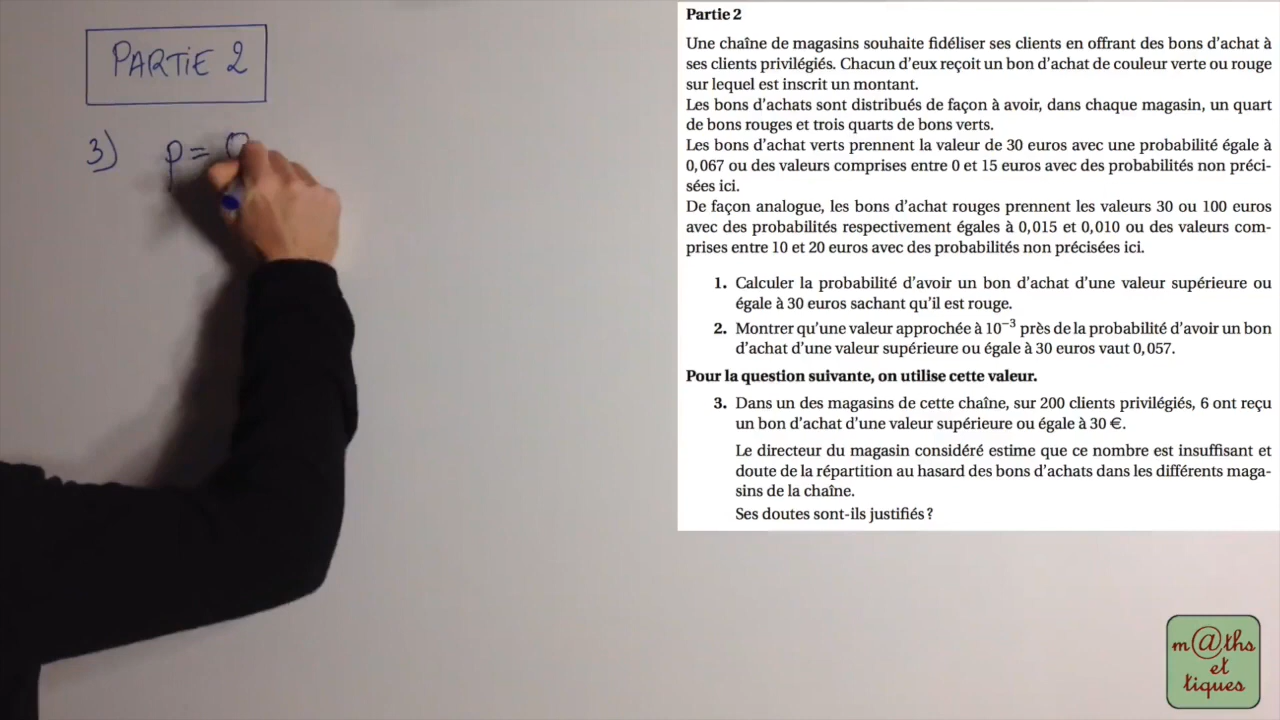 PARTIE 2
3) p = 0
Partie 2
Une chaîne de magasins souhaite fidéliser ses clients en offrant des bons d'achat à
ses clients privilégiés. Chacun d'eux reçoit un bon d'achat de couleur verte ou rouge
sur lequel est inscrit un montant.
Les bons d'achats sont distribués de façon à avoir, dans chaque magasin, un quart
de bons rouges et trois quarts de bons verts.
Les bons d'achat verts prennent la valeur de 30 euros avec une probabilité égale à
0,067 ou des valeurs comprises entre 0 et 15 euros avec des probabilités non préci-
sées ici.
De façon analogue, les bons d'achat rouges prennent les valeurs 30 ou 100 euros
avec des probabilités respectivement égales à 0,015 et 0,010 ou des valeurs com-
prises entre 10 et 20 euros avec des probabilités non précisées ici.
1. Calculer la probabilité d'avoir un bon d'achat d'une valeur supérieure ou
égale à 30 euros sachant qu'il est rouge.
2. Montrer qu'une valeur approchée à 10⁻³ près de la probabilité d'avoir un bon
d'achat d'une valeur supérieure ou égale à 30 euros vaut 0,057.
Pour la question suivante, on utilise cette valeur.
3. Dans un des magasins de cette chaîne, sur 200 clients privilégiés, 6 ont reçu
un bon d'achat d'une valeur supérieure ou égale à 30 €.
Le directeur du magasin considéré estime que ce nombre est insuffisant et
doute de la répartition au hasard des bons d'achats dans les différents maga-
sins de la chaîne.
Ses doutes sont-ils justifiés ?
m@ths
et
tiques